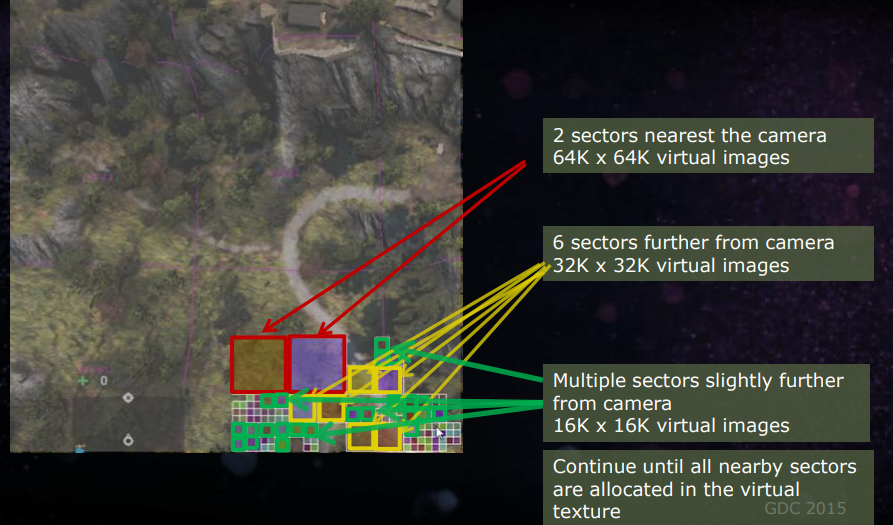 2 sectors nearest the camera
64K x 64K virtual images
6 sectors further from camera
32K x 32K virtual images
Multiple sectors slightly further
from camera
16K x 16K virtual images
Continue until all nearby sectors
are allocated in the virtual
texture
GDC 2015
+ 0